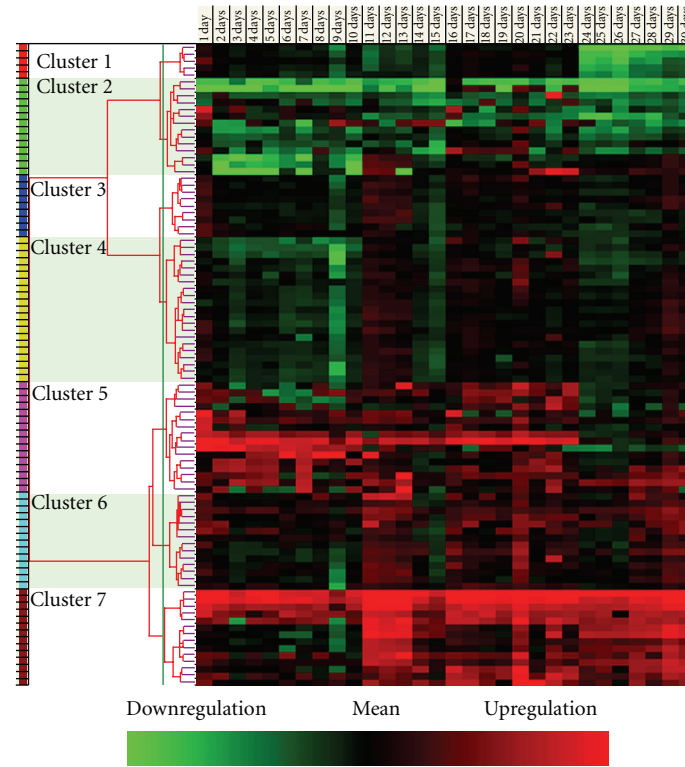 1 day
2 days
3 days
4 days
5 days
6 days
7 days
8 days
9 days
10 days
11 days
12 days
13 days
14 days
15 days
16 days
17 days
18 days
19 days
20 days
21 days
22 days
23 days
24 days
25 days
26 days
27 days
28 days
29 days
30 days
Cluster 1
Cluster 2
Cluster 3
Cluster 4
Cluster 5
Cluster 6
Cluster 7
Downregulation Mean Upregulation